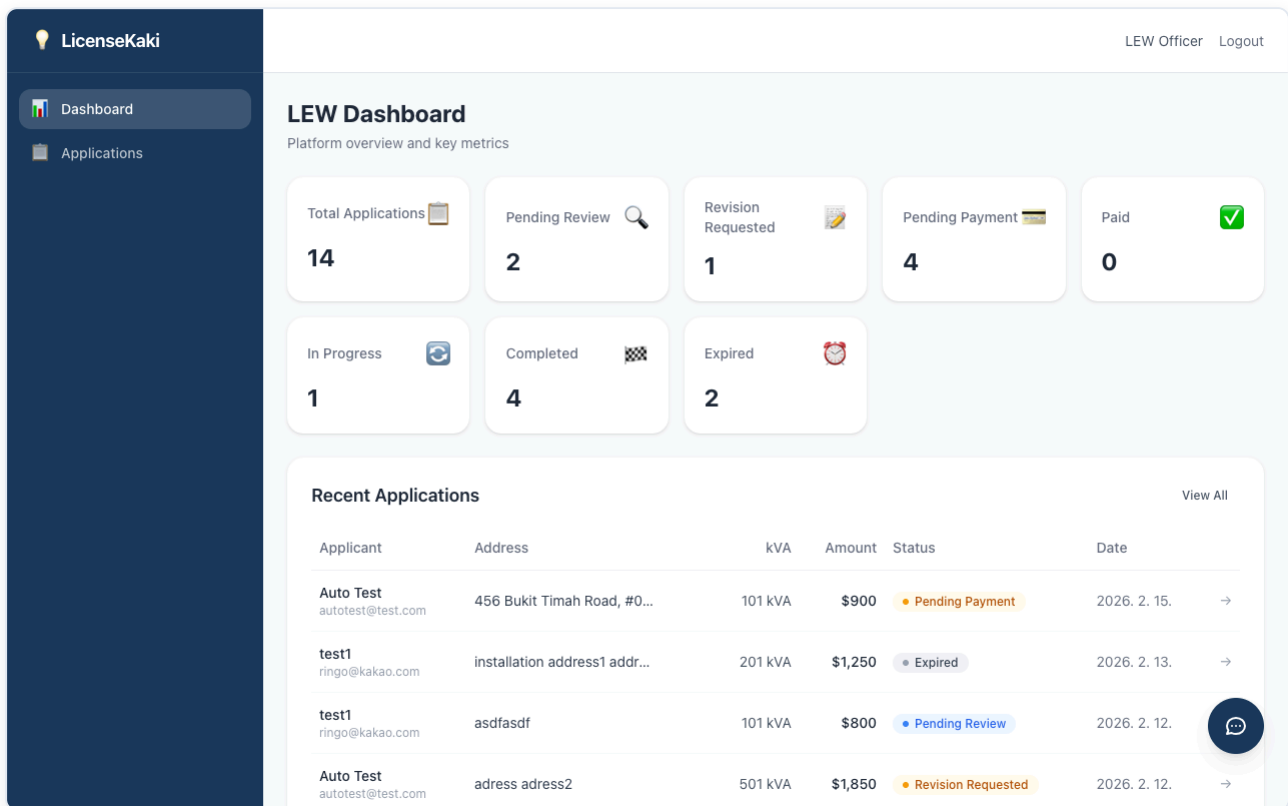 LicenseKaki
LEW Officer Logout
Dashboard
Applications
LEW Dashboard
Platform overview and key metrics
Total Applications
14
Pending Review
2
Revision
Requested
1
Pending Payment
4
Paid
0
In Progress
1
Completed
4
Expired
2
Recent Applications
View All
Applicant Address kVA Amount Status Date
Auto Test
autotest@test.com
456 Bukit Timah Road, #0... 101 kVA $900 Pending Payment 2026. 2. 15. →
test1
ringo@kakao.com
installation address1 addr... 201 kVA $1,250 Expired 2026. 2. 13. →
test1
ringo@kakao.com
asdfasdf 101 kVA $800 Pending Review 2026. 2. 12.
Auto Test
autotest@test.com
adress adress2 501 kVA $1,850 Revision Requested 2026. 2. 12. →